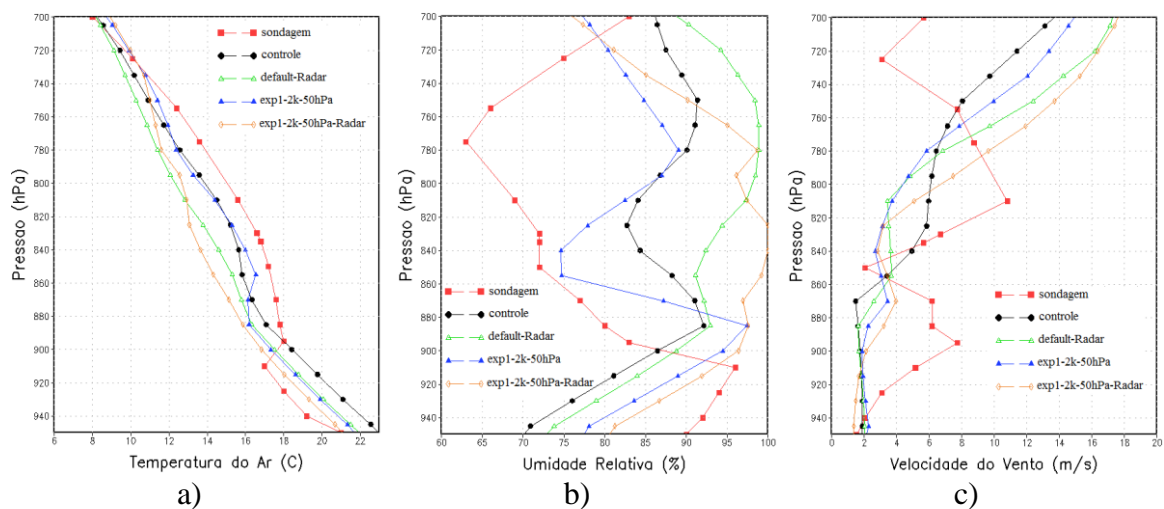 700
720
740
760
780
800
820
840
860
880
900
920
940
Pressao (hPa)
sondagem
controle
default-Radar
exp1-2k-50hPa
exp1-2k-50hPa-Radar
6 8 10 12 14 16 18 20 22
Temperatura do Ar (C)
a)
700
720
740
760
780
800
820
840
860
880
900
920
940
Pressao (hPa)
sondagem
controle
default-Radar
exp1-2k-50hPa
exp1-2k-50hPa-Radar
60 65 70 75 80 85 90 95 100
Umidade Relativa (%)
b)
700
720
740
760
780
800
820
840
860
880
900
920
940
Pressao (hPa)
sondagem
controle
default-Radar
exp1-2k-50hPa
exp1-2k-50hPa-Radar
0 2 4 6 8 10 12 14 16 18 20
Velocidade do Vento (m/s)
c)